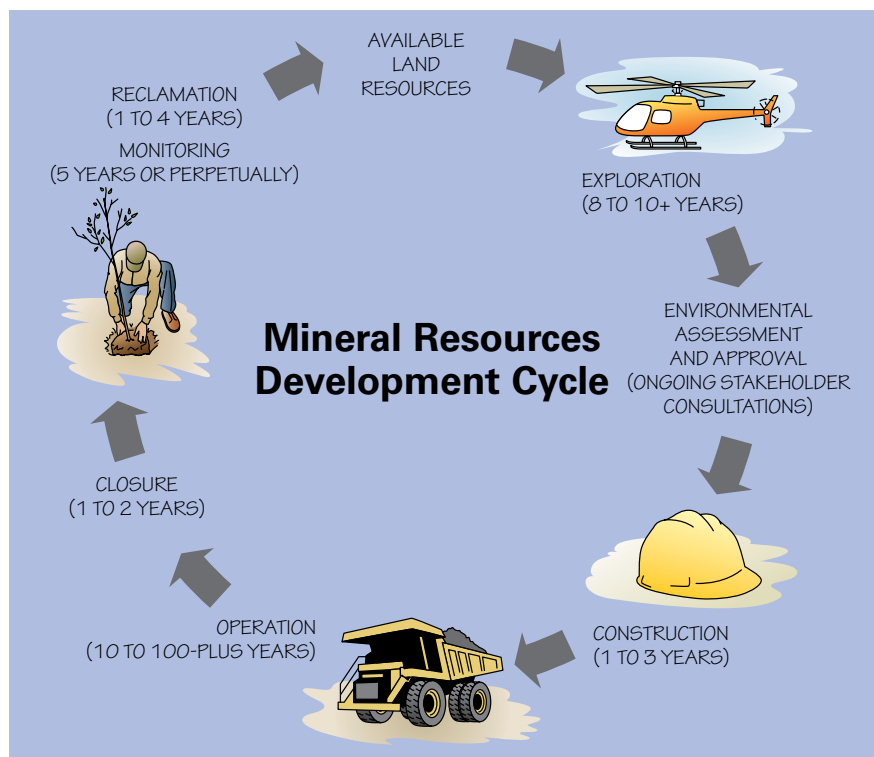 AVAILABLE
LAND
RESOURCES
EXPLORATION
(8 TO 10+ YEARS)
ENVIRONMENTAL
ASSESSMENT
AND APPROVAL
(ONGOING STAKEHOLDER
CONSULTATIONS)
CONSTRUCTION
(1 TO 3 YEARS)
OPERATION
(10 TO 100-PLUS YEARS)
CLOSURE
(1 TO 2 YEARS)
MONITORING
(5 YEARS OR PERPETUALLY)
RECLAMATION
(1 TO 4 YEARS)
Mineral Resources
Development Cycle